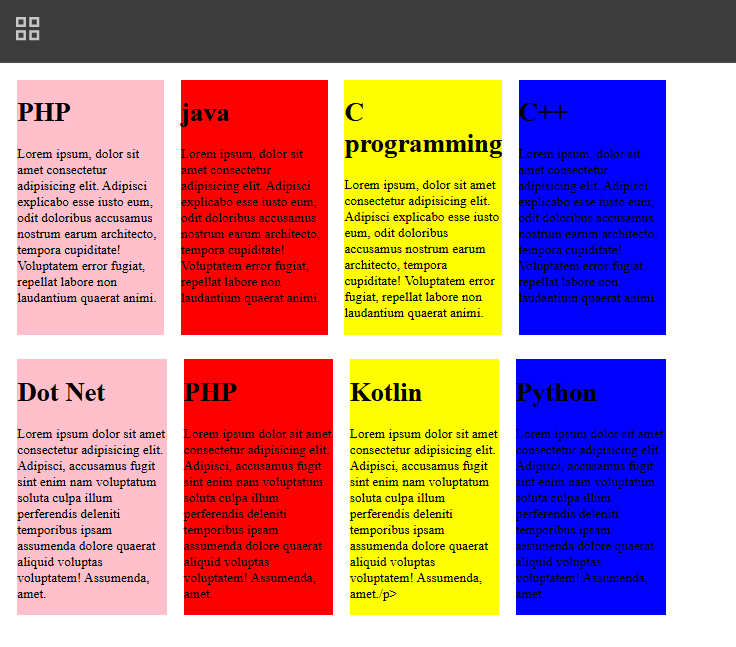 PHP
Lorem ipsum, dolor sit
amet consectetur
adipisicing elit. Adipisci
explicabo esse iusto eum,
odit doloribus accusamus
nostrum earum architecto,
tempora cupiditate!
Voluptatem error fugiat,
repellat labore non
laudantium quaerat animi.
java
Lorem ipsum, dolor sit
amet consectetur
adipisicing elit. Adipisci
explicabo esse iusto eum,
odit doloribus accusamus
nostrum earum architecto,
tempora cupiditate!
Voluptatem error fugiat,
repellat labore non
laudantium quaerat animi.
C
programming
Lorem ipsum, dolor sit amet
consectetur adipisicing elit.
Adipisci explicabo esse iusto
eum, odit doloribus
accusamus nostrum earum
architecto, tempora
cupiditate! Voluptatem error
fugiat, repellat labore non
laudantium quaerat animi.
C++
Lorem ipsum, dolor sit
amet consectetur
adipisicing elit. Adipisci
explicabo esse iusto eum,
odit doloribus accusamus
nostrum earum architecto,
tempora cupiditate!
Voluptatem error fugiat,
repellat labore non
laudantium quaerat animi.
Dot Net
Lorem ipsum dolor sit amet
consectetur adipisicing elit.
Adipisci, accusamus fugit
sint enim nam voluptatum
soluta culpa illum
perferendis deleniti
temporibus ipsam
assumenda dolore quaerat
aliquid voluptas
voluptatem! Assumenda,
amet.
PHP
Lorem ipsum dolor sit amet
consectetur adipisicing elit.
Adipisci, accusamus fugit
sint enim nam voluptatum
soluta culpa illum
perferendis deleniti
temporibus ipsam
assumenda dolore quaerat
aliquid voluptas
voluptatem! Assumenda,
amet.
Kotlin
Lorem ipsum dolor sit amet
consectetur adipisicing elit.
Adipisci, accusamus fugit
sint enim nam voluptatum
soluta culpa illum
perferendis deleniti
temporibus ipsam
assumenda dolore quaerat
aliquid voluptas
voluptatem! Assumenda,
amet./p>
Python
Lorem ipsum dolor sit amet
consectetur adipisicing elit.
Adipisci, accusamus fugit
sint enim nam voluptatum
soluta culpa illum
perferendis deleniti
temporibus ipsam
assumenda dolore quaerat
aliquid voluptas
voluptatem! Assumenda,
amet.